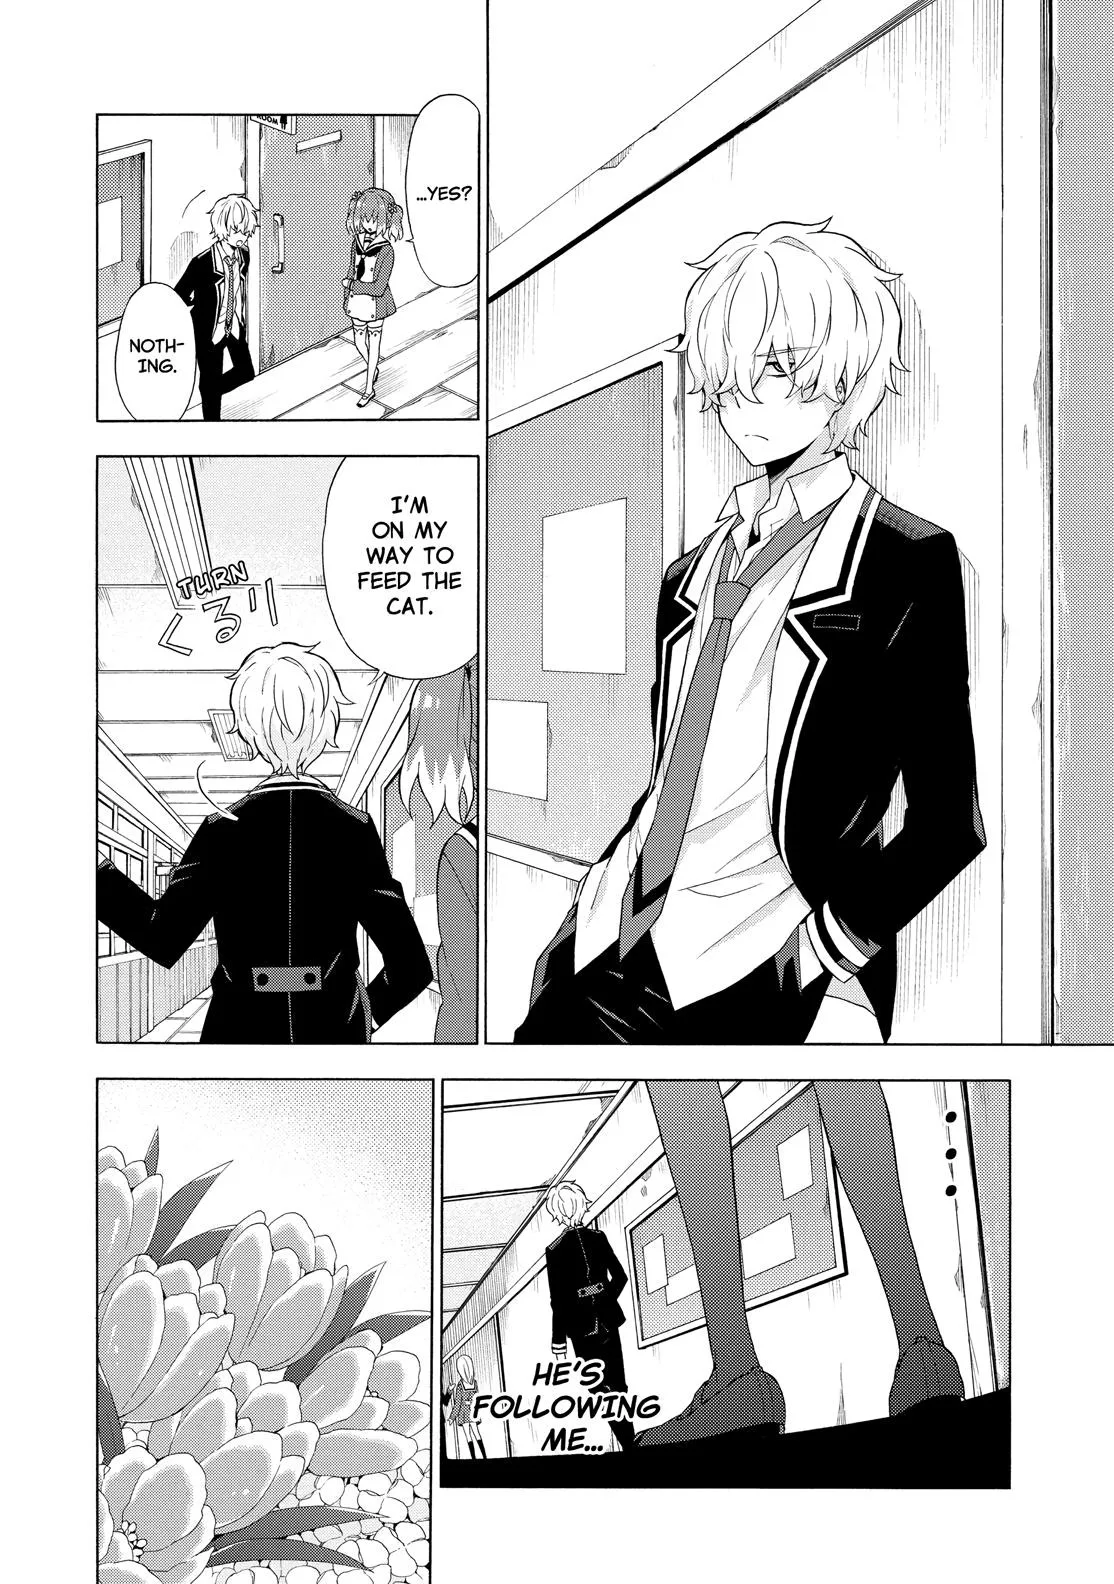 ...YES?
ROOM
NOTH-
ING.
I'M
ON MY
WAY TO
FEED THE
CAT.
TURN
くるり
...
HE'S
FOLLOWING
ME...